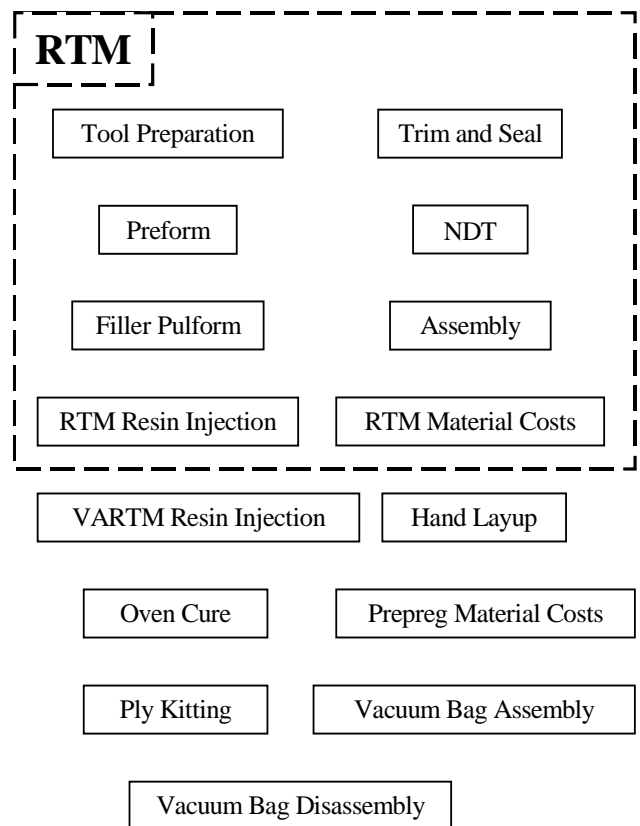 RTM
Tool Preparation
Trim and Seal
Preform
NDT
Filler Pulform
Assembly
RTM Resin Injection
RTM Material Costs
VARTM Resin Injection
Hand Layup
Oven Cure
Prepreg Material Costs
Ply Kitting
Vacuum Bag Assembly
Vacuum Bag Disassembly